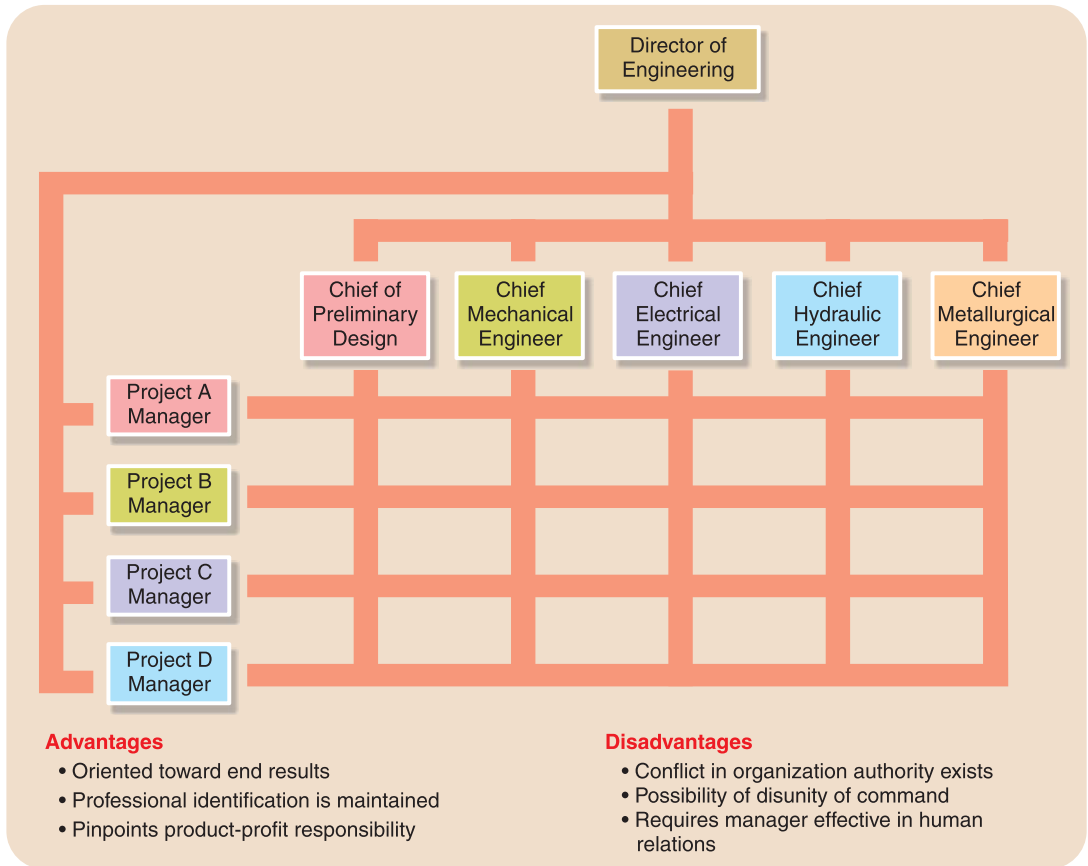 Director of
Engineering
Chief of
Preliminary
Design
Chief
Mechanical
Engineer
Chief
Electrical
Engineer
Chief
Hydraulic
Engineer
Chief
Metallurgical
Engineer
Project A
Manager
Project B
Manager
Project C
Manager
Project D
Manager
Advantages
• Oriented toward end results
• Professional identification is maintained
• Pinpoints product-profit responsibility
Disadvantages
• Conflict in organization authority exists
• Possibility of disunity of command
• Requires manager effective in human
relations